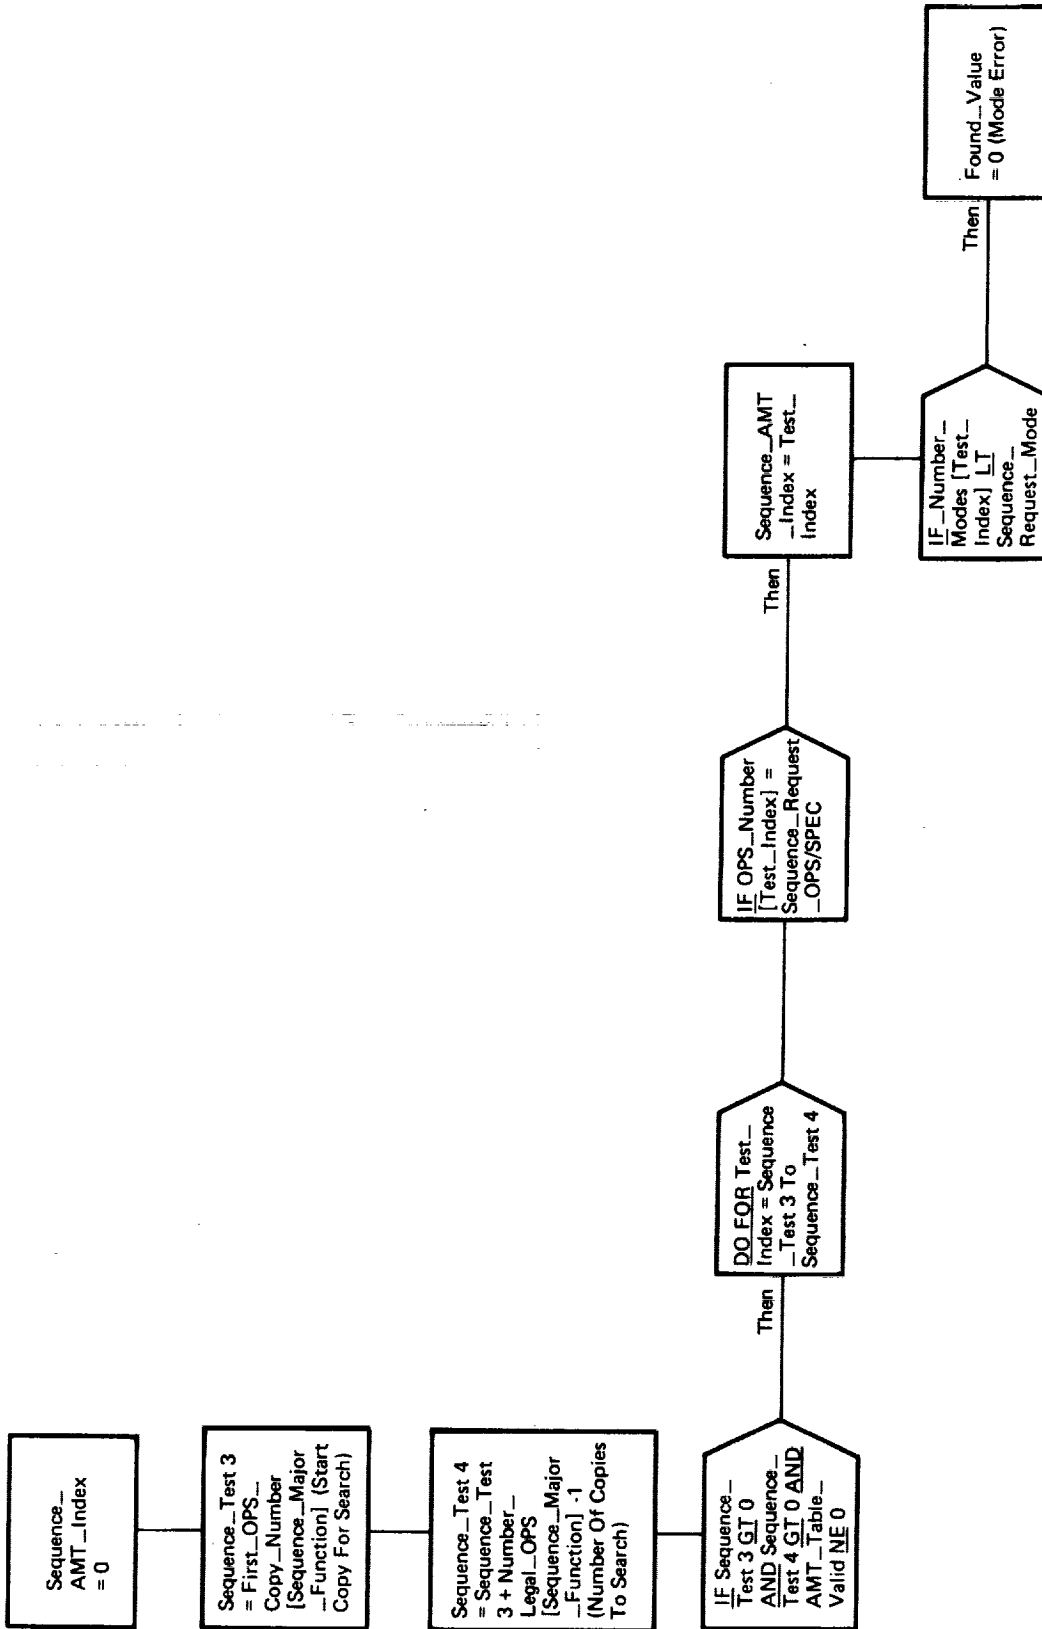 Sequence_
AMT_Index
= 0
Sequence_Test 3
= First_OPS_
Copy_Number
[Sequence_Major
_Function] (Start
Copy For Search)
Sequence_Test 4
= Sequence_Test
3 + Number_
Legal_OPS
[Sequence_Major
_Function] -1
(Number Of Copies
To Search)
IF Sequence_
Test 3 GT 0
AND Sequence_
Test 4 GT 0 AND
AMT_Table_
Valid NE 0
Then
DO FOR Test_
Index = Sequence
_Test 3 To
Sequence_Test 4
IF OPS_Number
[Test_Index] =
Sequence_Request
_OPS/SPEC
Then
Sequence_AMT
_Index = Test_
Index
IF_Number_
Modes [Test_
Index] LT
Sequence_
Request_Mode
Then
Found_Value
= 0 (Mode Error)